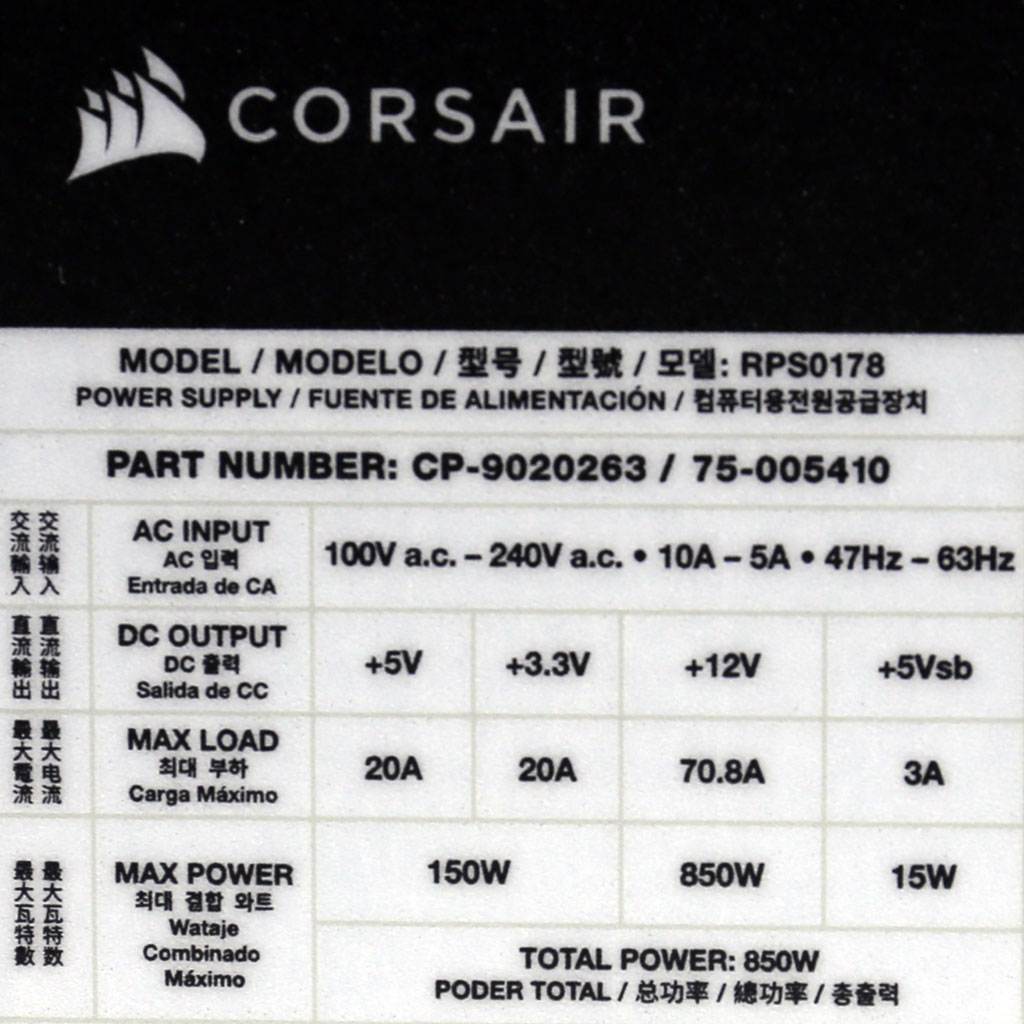 CORSAIR
MODEL / MODELO / 型号 / 型號 / 모델: RPS0178
POWER SUPPLY / FUENTE DE ALIMENTACIÓN / 컴퓨터용전원공급장치
PART NUMBER: CP-9020263 / 75-005410
交流輸入
交流输入
AC INPUT
AC 입력
Entrada de CA
100V a.c. – 240V a.c. • 10A – 5A • 47Hz – 63Hz
直流輸出
直流输出
DC OUTPUT
DC 출력
Salida de CC
+5V
+3.3V
+12V
+5Vsb
最大電流
最大电流
MAX LOAD
최대 부하
Carga Máximo
20A
20A
70.8A
3A
最大瓦特數
最大瓦特数
MAX POWER
최대 결합 와트
Wataje
Combinado
Máximo
150W
850W
15W
TOTAL POWER: 850W
PODER TOTAL / 总功率 / 總功率 / 총출력